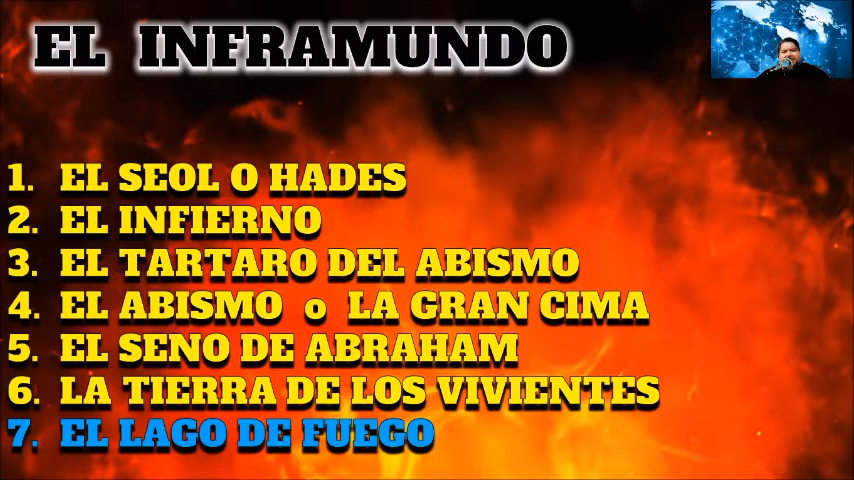 EL INFRAMUNDO
1. EL SEOL O HADES
2. EL INFIERNO
3. EL TARTARO DEL ABISMO
4. EL ABISMO o LA GRAN CIMA
5. EL SENO DE ABRAHAM
6. LA TIERRA DE LOS VIVIENTES
7. EL LAGO DE FUEGO